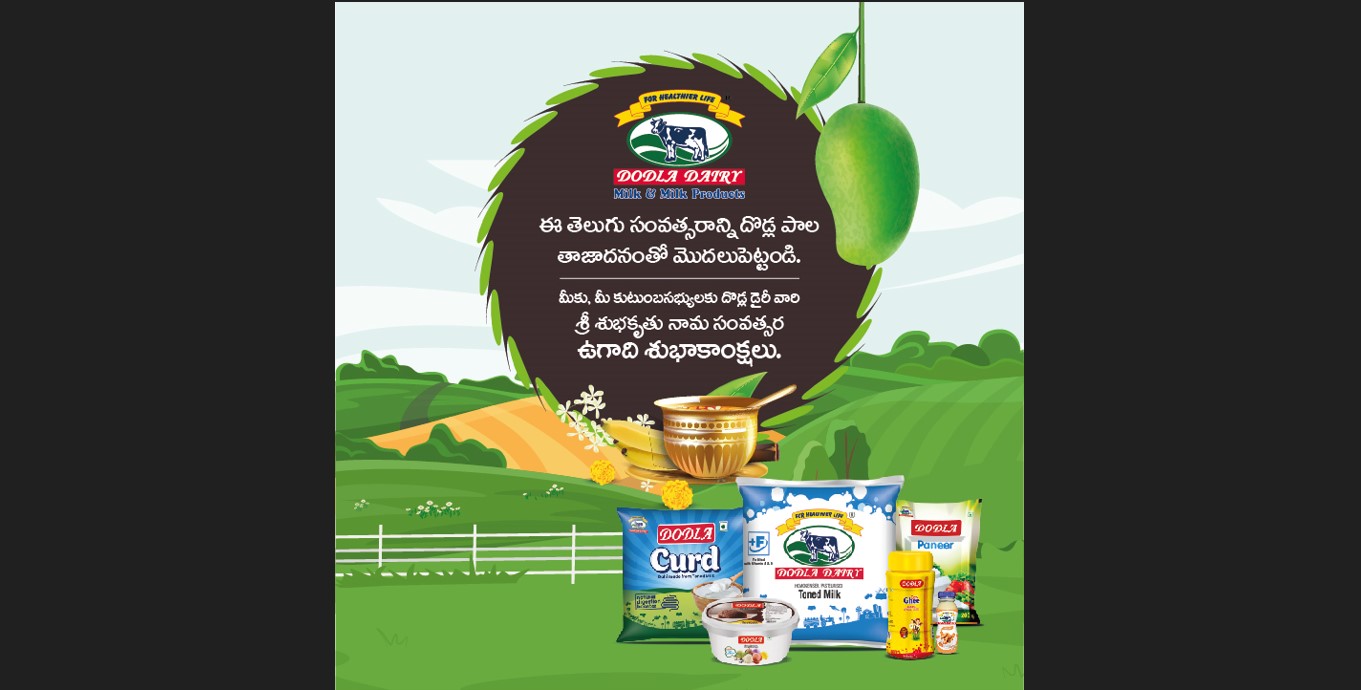 FOR HEALTHIER LIFE
DODLA DAIRY
Milk & Milk Products
ఈ తెలుగు సంవత్సరాన్ని దొడ్ల పాల
తాజాదనంతో మొదలుపెట్టండి.
మీకు, మీ కుటుంబసభ్యులకు దొడ్ల డైరీ వారి
శ్రీ శుభకృతు నామ సంవత్సర
ఉగాది శుభాకాంక్షలు.
DODLA
Curd
FOR HEALTHIER LIFE
+F
DODLA DAIRY
Toned Milk
DODLA
Paneer
DODLA
Ghee
DODLA
DODLA